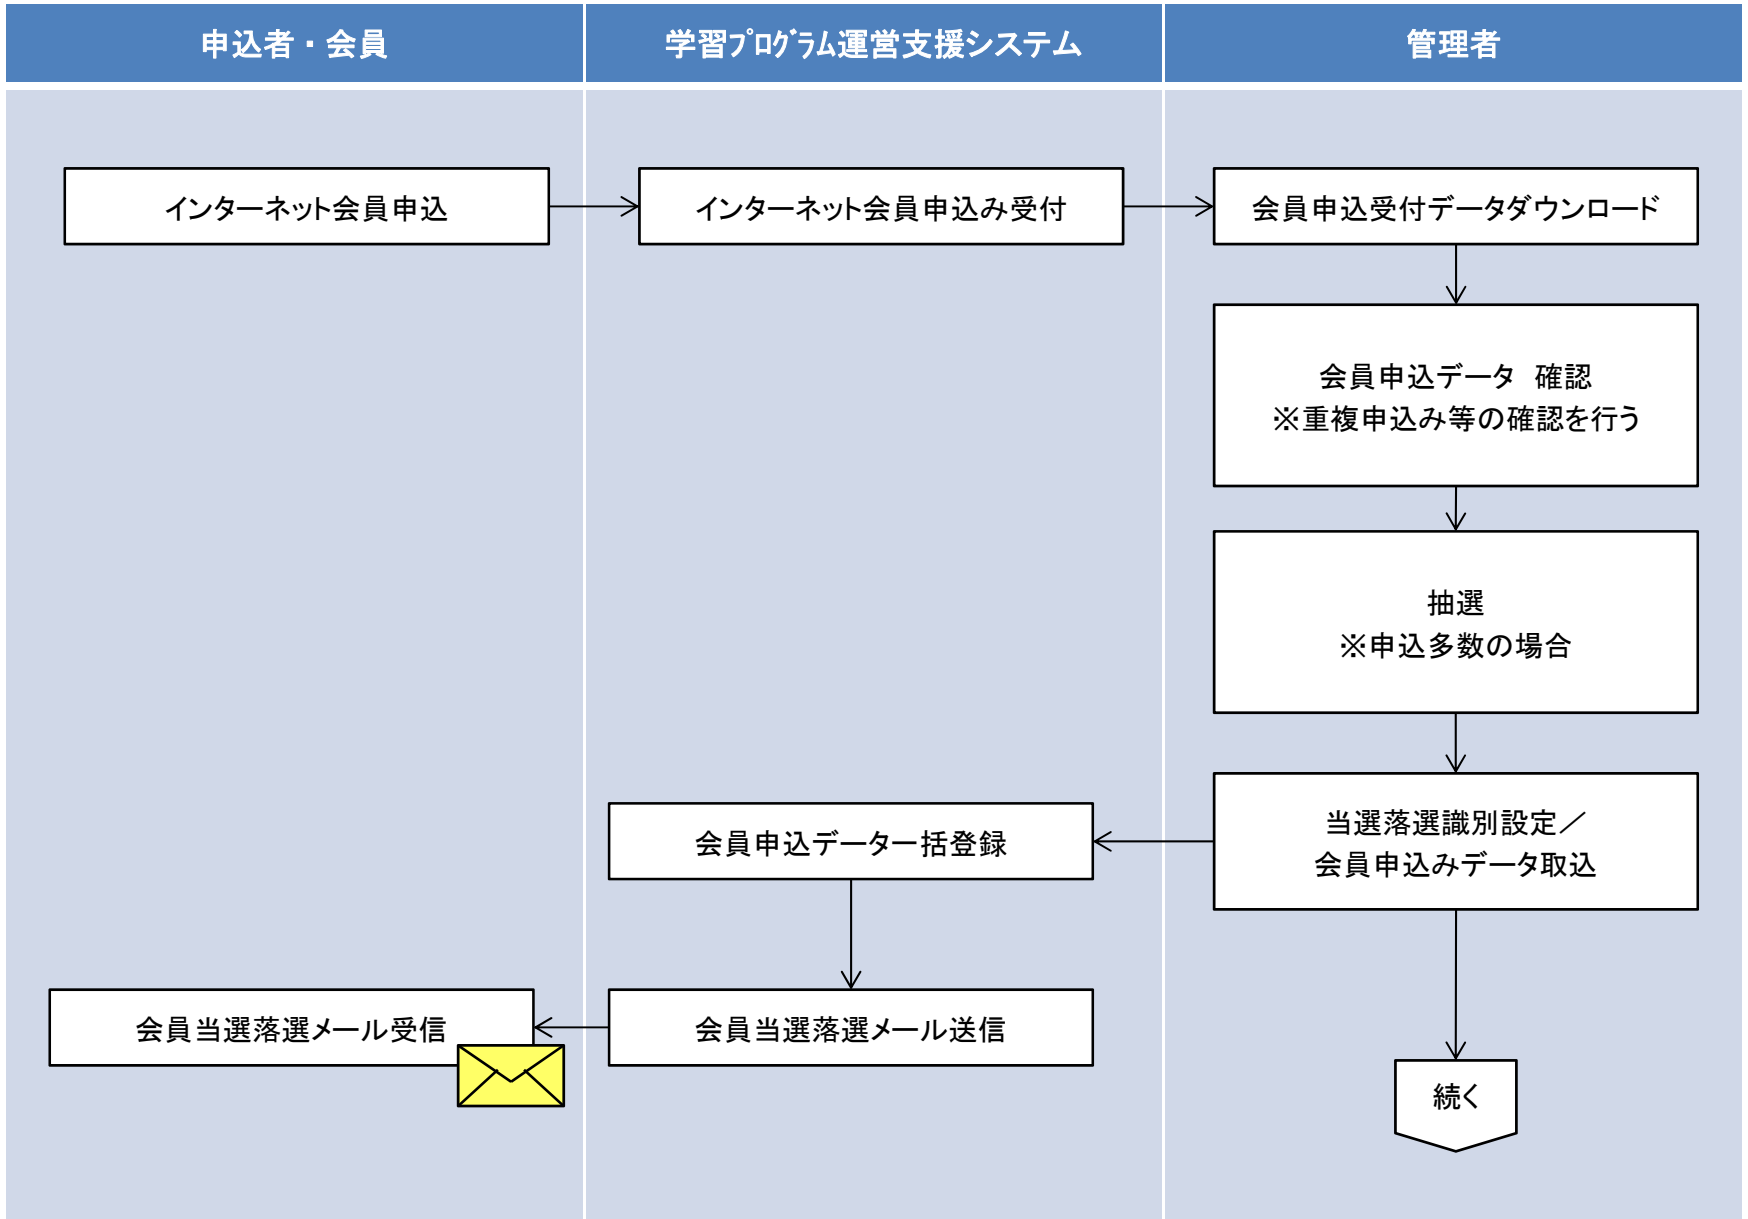 申込者・会員
学習プログラム運営支援システム
管理者
インターネット会員申込
インターネット会員申込み受付
会員申込受付データダウンロード
会員申込データ　確認
※重複申込み等の確認を行う
抽選
※申込多数の場合
当選落選識別設定／
会員申込みデータ取込
会員申込データ一括登録
会員当選落選メール受信
会員当選落選メール送信
続く